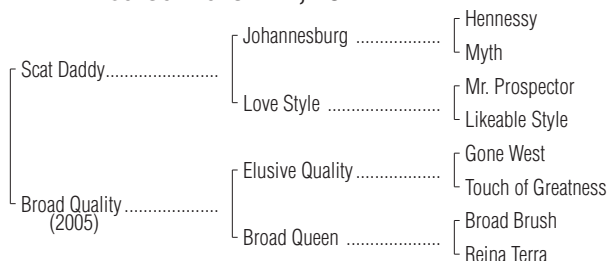 Hennessy
Johannesburg ..................
Myth
Scat Daddy........................
Mr. Prospector
Love Style ........................
Likeable Style
Gone West
Elusive Quality ..................
Touch of Greatness
Broad Quality ....................
(2005)
Broad Brush
Broad Queen ....................
Reina Terra